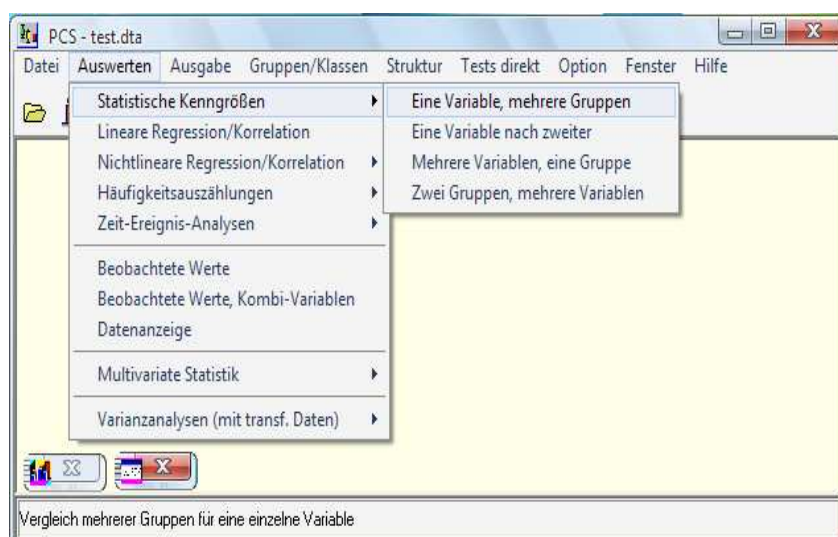 PCS - test.dta
Datei Auswerten Ausgabe Gruppen/Klassen Struktur Tests direkt Option Fenster Hilfe
Statistische Kenngrößen
Lineare Regression/Korrelation
Nichtlineare Regression/Korrelation
Häufigkeitsauszählungen
Zeit-Ereignis-Analysen
Beobachtete Werte
Beobachtete Werte, Kombi-Variablen
Datenanzeige
Multivariate Statistik
Varianzanalysen (mit transf. Daten)
Eine Variable, mehrere Gruppen
Eine Variable nach zweiter
Mehrere Variablen, eine Gruppe
Zwei Gruppen, mehrere Variablen
Vergleich mehrerer Gruppen für eine einzelne Variable